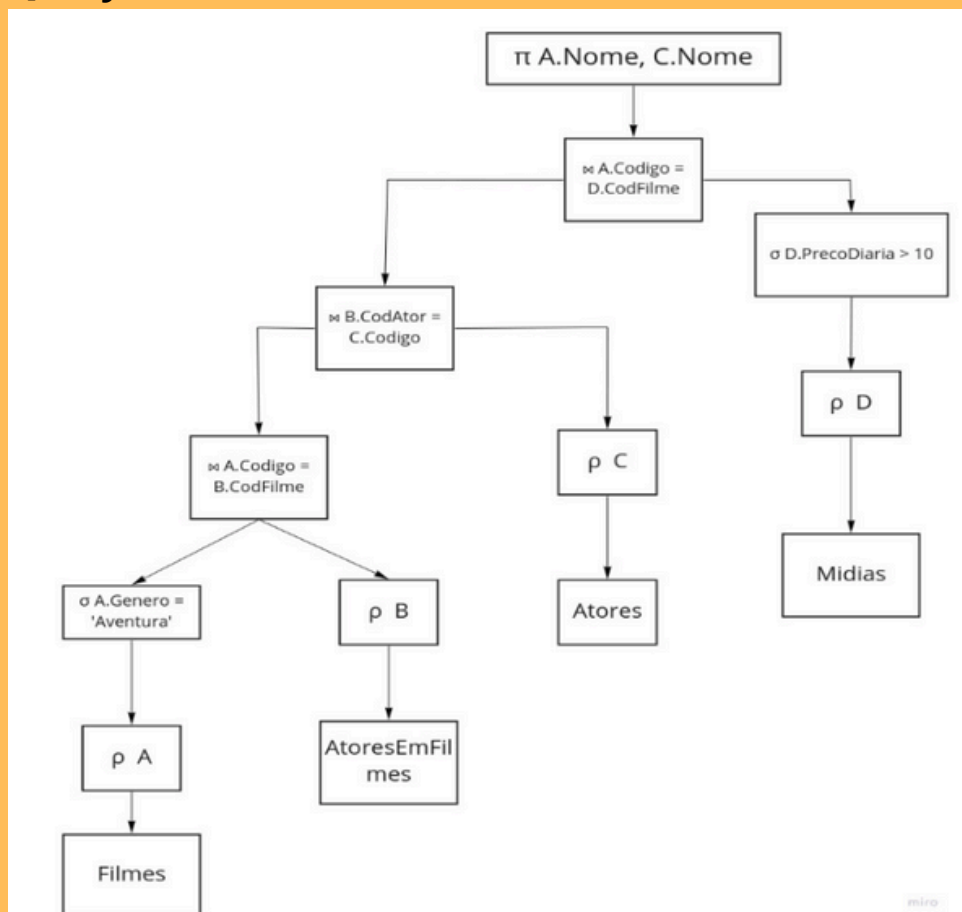 π A.Nome, C.Nome
⋈ A.Codigo =
D.CodFilme
σ D.PrecoDiaria > 10
⋈ B.CodAtor =
C.Codigo
ρ D
⋈ A.Codigo =
B.CodFilme
ρ C
Midias
σ A.Genero =
'Aventura'
ρ B
Atores
ρ A
AtoresEmFil
mes
Filmes
miro